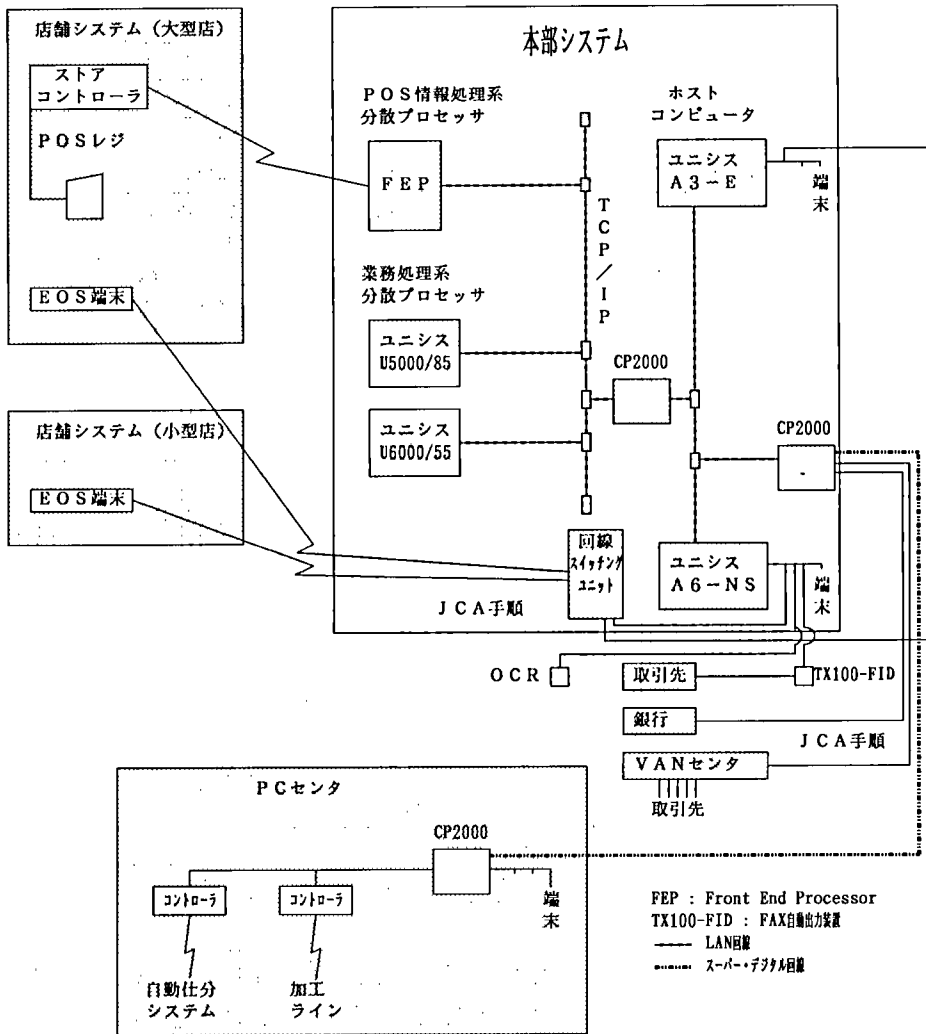 店舗システム（大型店）
ストア
コントローラ
POSレジ
EOS端末
店舗システム（小型店）
EOS端末
本部システム
POS情報処理系
分散プロセッサ
FEP
業務処理系
分散プロセッサ
ユニシス
U5000/85
ユニシス
U6000/55
TCP／IP
ホスト
コンピュータ
ユニシス
A3－E
端末
CP2000
CP2000
回線
スイッチング
ユニット
ユニシス
A6－NS
端末
JCA手順
OCR
取引先
TX100-FID
銀行
JCA手順
VANセンタ
取引先
PCセンタ
CP2000
コントローラ
コントローラ
端末
自動仕分
システム
加工
ライン
FEP : Front End Processor
TX100-FID : FAX自動出力装置
LAN回線
スーパー・デジタル回線